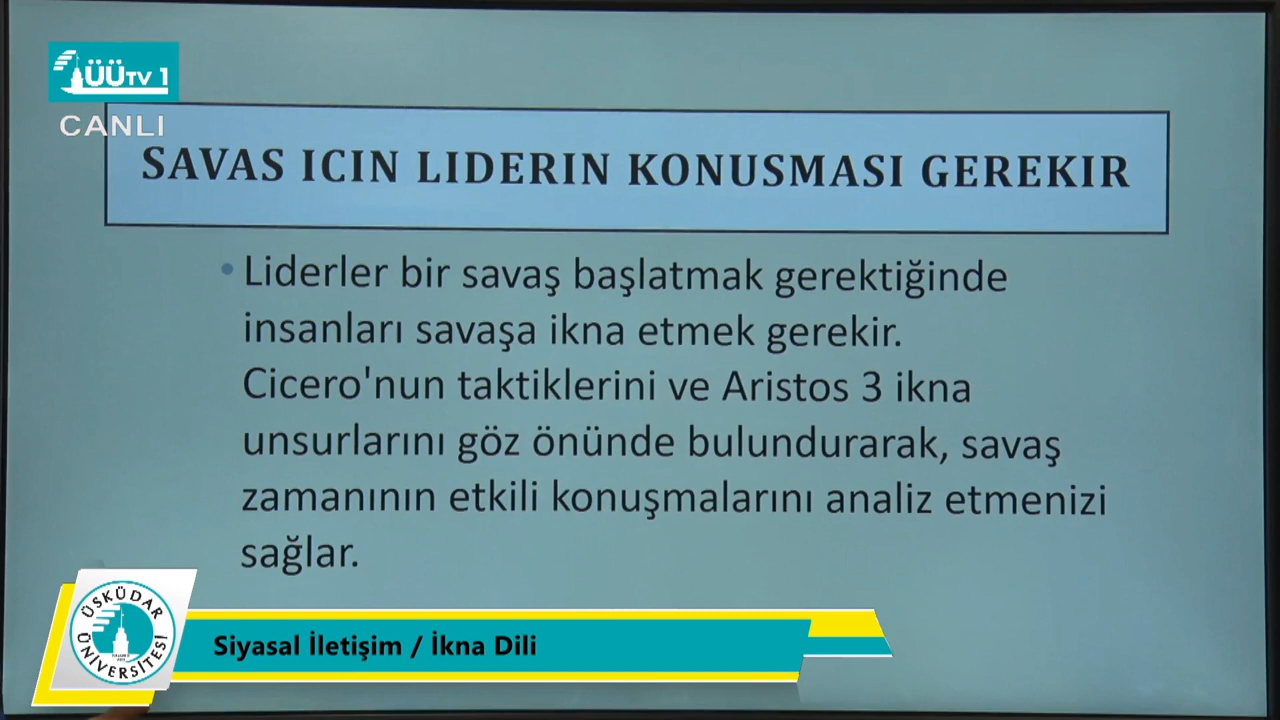 ÜÜTV 1
CANLI
SAVAS ICIN LIDERIN KONUSMASI GEREKIR
• Liderler bir savaş başlatmak gerektiğinde
insanları savaşa ikna etmek gerekir.
Cicero'nun taktiklerini ve Aristos 3 ikna
unsurlarını göz önünde bulundurarak, savaş
zamanının etkili konuşmalarını analiz etmenizi
sağlar.
ÜSKÜDAR
ÜNİVERSİTESİ
Siyasal İletişim / İkna Dili